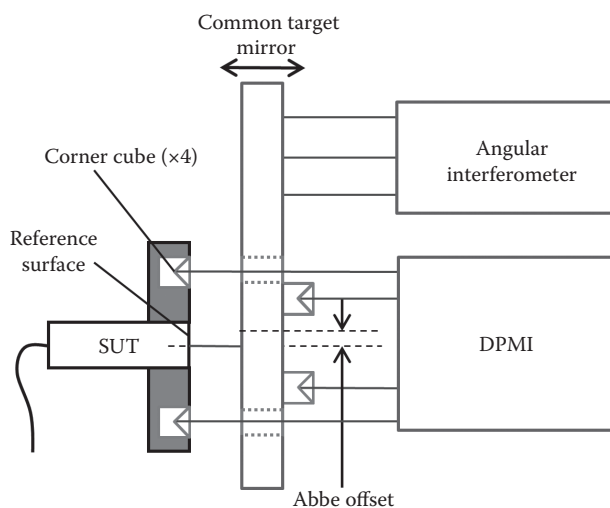 Common target
mirror
Corner cube (×4)
Angular
interferometer
Reference
surface
SUT
DPMI
Abbe offset